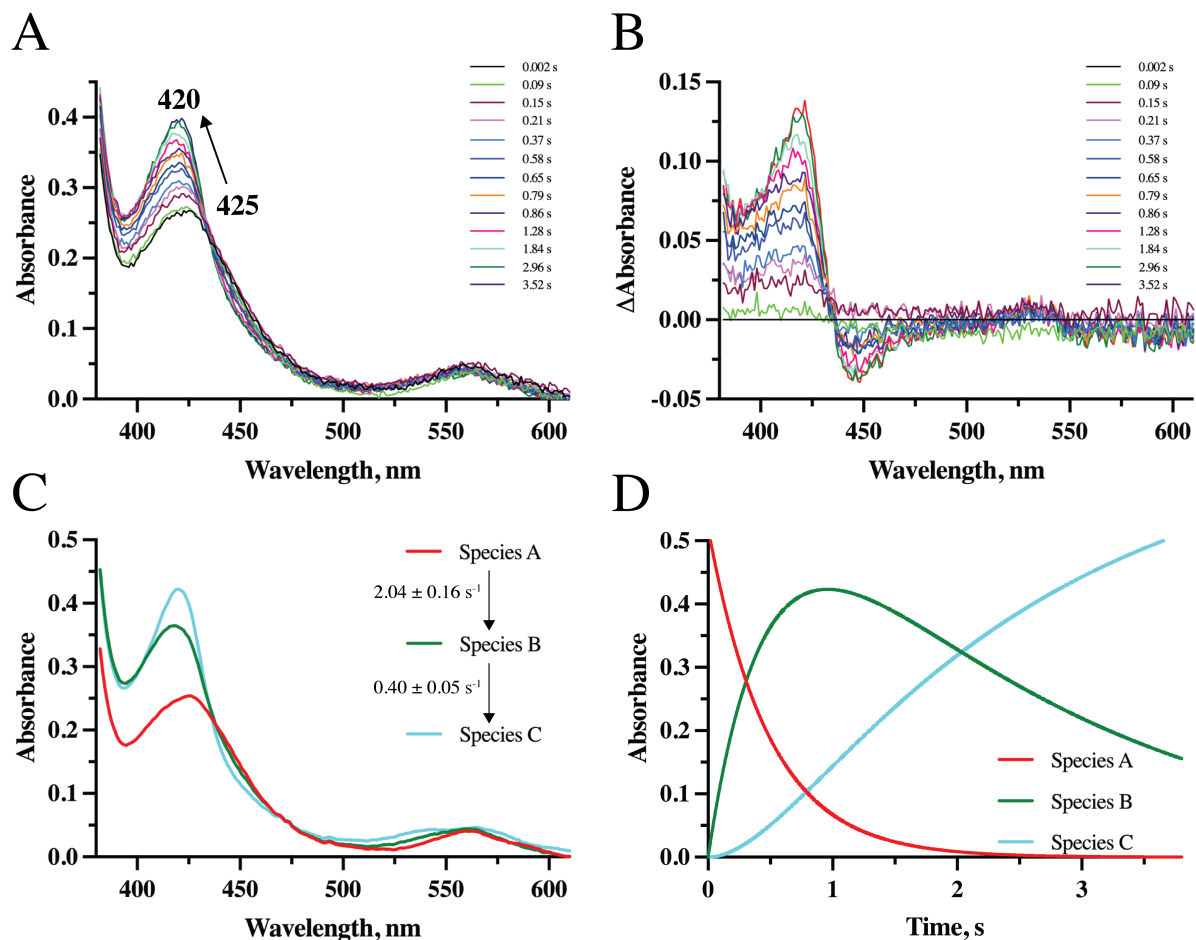 A
0.002 s
0.09 s
0.15 s
0.21 s
0.37 s
0.58 s
0.65 s
0.79 s
0.86 s
1.28 s
1.84 s
2.96 s
3.52 s
420
425
0.4
0.3
0.2
0.1
0.0
Absorbance
400
450
500
550
600
Wavelength, nm
B
0.002 s
0.09 s
0.15 s
0.21 s
0.37 s
0.58 s
0.65 s
0.79 s
0.86 s
1.28 s
1.84 s
2.96 s
3.52 s
0.15
0.10
0.05
0.00
-0.05
ΔAbsorbance
400
450
500
550
600
Wavelength, nm
C
0.5
0.4
0.3
0.2
0.1
0.0
Absorbance
Species A
2.04 ± 0.16 s⁻¹
Species B
0.40 ± 0.05 s⁻¹
Species C
400
450
500
550
600
Wavelength, nm
D
0.5
0.4
0.3
0.2
0.1
0.0
Absorbance
Species A
Species B
Species C
0
1
2
3
Time, s